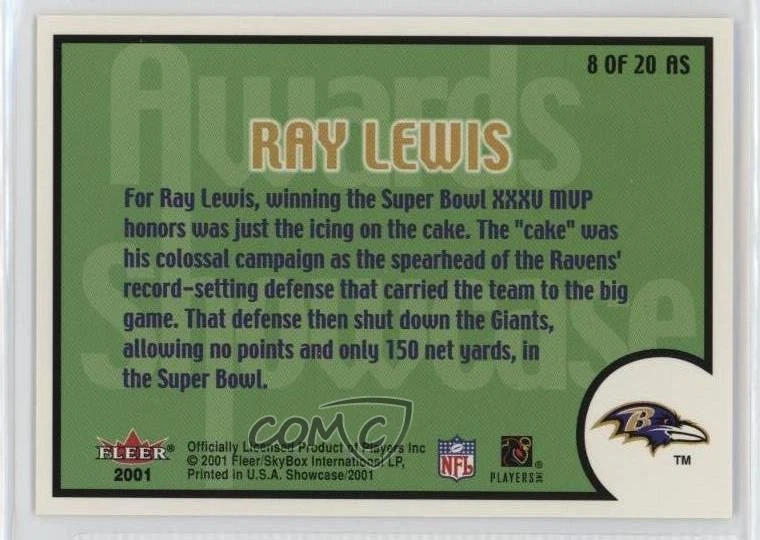 8 OF 20 AS
Awards
Showcase
RAY LEWIS
For Ray Lewis, winning the Super Bowl XXXV MVP
honors was just the icing on the cake. The "cake" was
his colossal campaign as the spearhead of the Ravens'
record-setting defense that carried the team to the big
game. That defense then shut down the Giants,
allowing no points and only 150 net yards, in
the Super Bowl.
COMC
FLEER®
2001
Officially Licensed Product of Players Inc
© 2001 Fleer/SkyBox International LP,
Printed in U.S.A. Showcase/2001
NFL
PLAYERS INC ®
B
TM